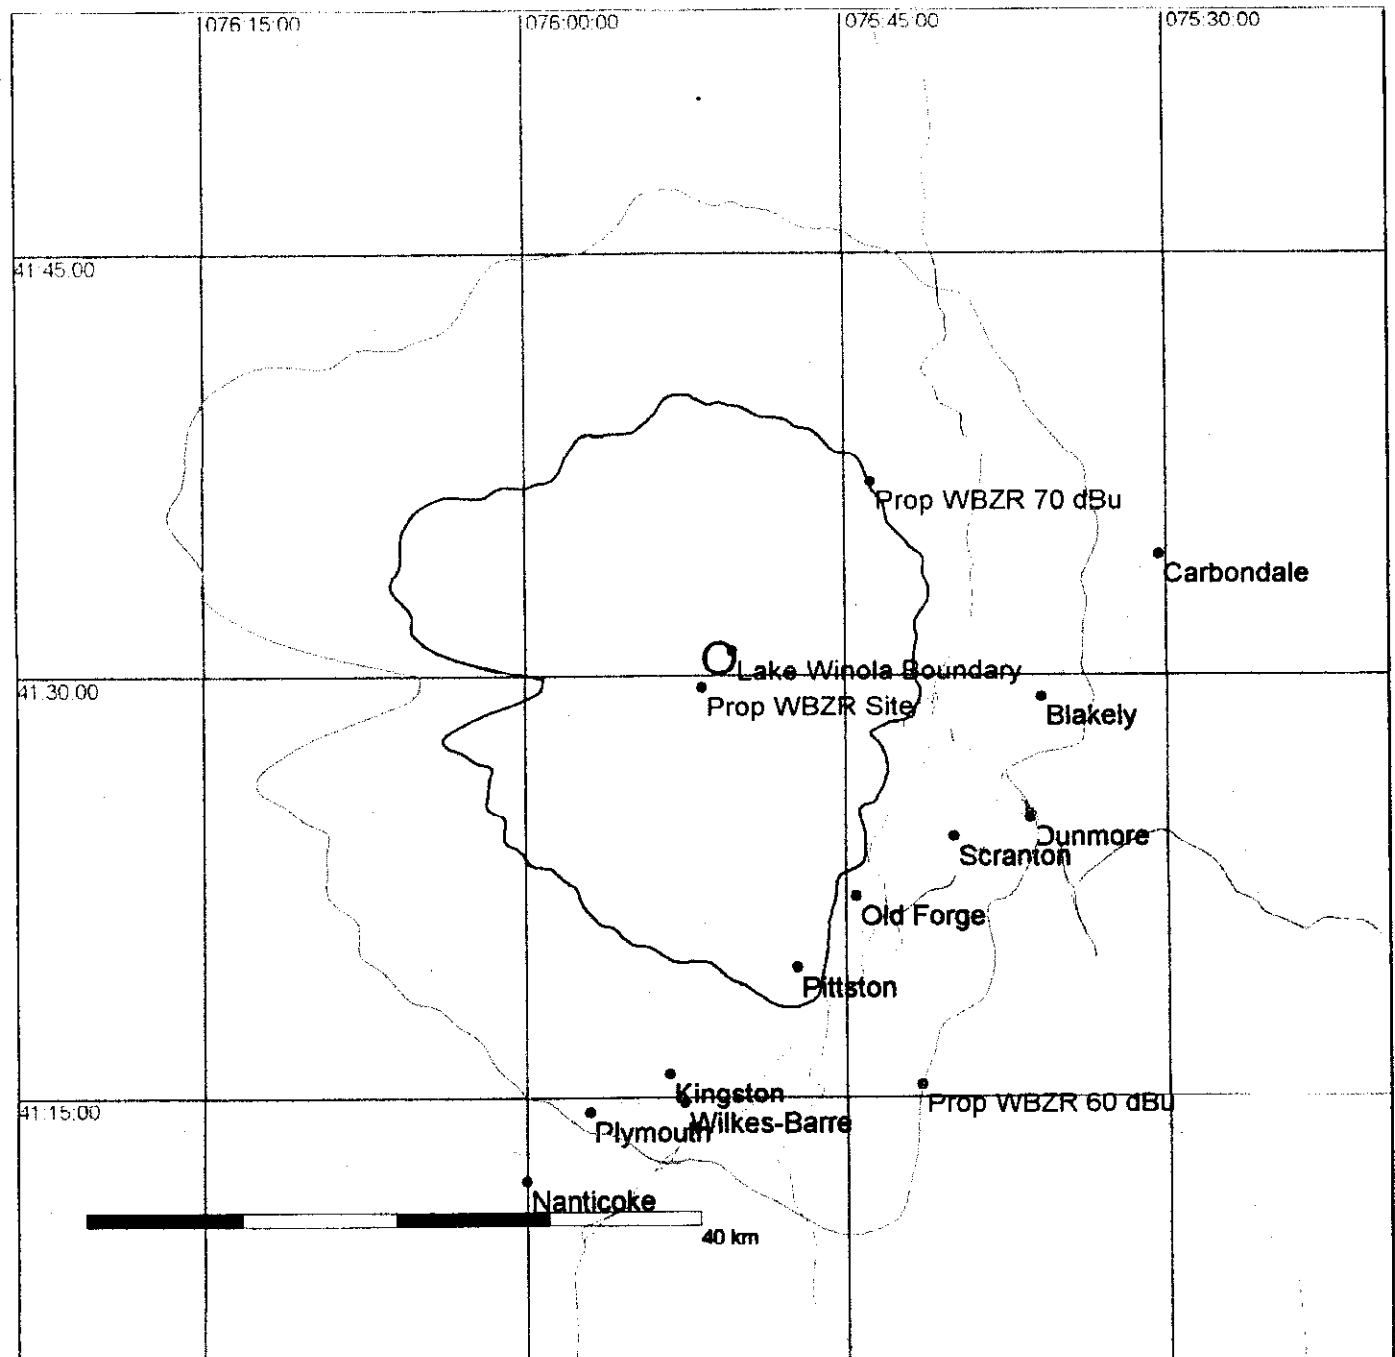 076:15:00
076:00:00
075:45:00
075:30:00
41:45:00
Prop WBZR 70 dBu
Carbondale
Lake Winola Boundary
41:30:00
Prop WBZR Site
Blakely
Dunmore
Scranton
Old Forge
Pittston
Kingston
41:15:00
Prop WBZR 60 dBu
Wilkes-Barre
Plymouth
Nanticoke
40 km